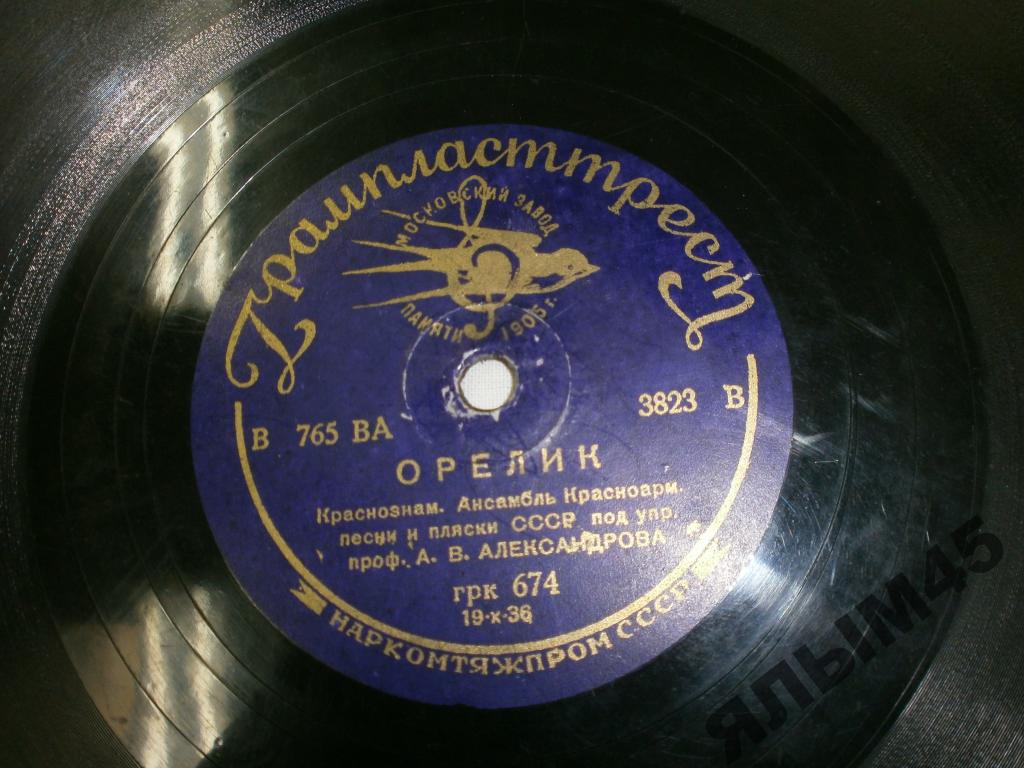 Грампласттрест
МОСКОВСКИЙ ЗАВОД
ПАМЯТИ 1905 г.
В 765 ВА
3823 В
ОРЕЛИК
Краснознам. Ансамбль Красноарм.
песни и пляски СССР под упр.
проф. А. В. АЛЕКСАНДРОВА
грк 674
19-х-36
НАРКОМТЯЖПРОМ СССР
ЯЛЫМ45